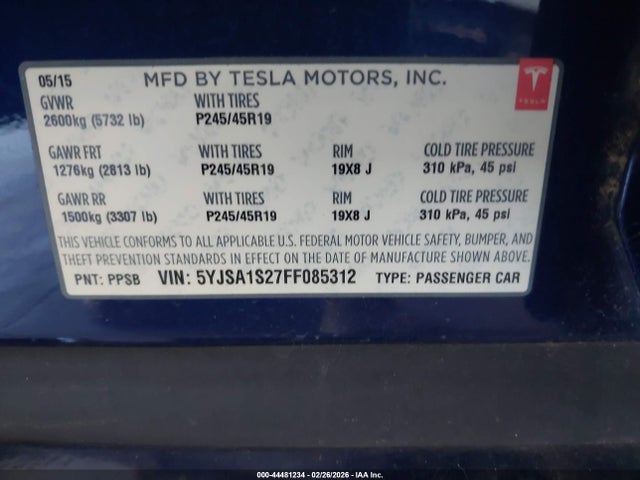 05/15 MFD BY TESLA MOTORS, INC.
TESLA
GVWR WITH TIRES
2600kg (5732 lb) P245/45R19
GAWR FRT WITH TIRES RIM COLD TIRE PRESSURE
1276kg (2813 lb) P245/45R19 19X8 J 310 kPa, 45 psi
GAWR RR WITH TIRES RIM COLD TIRE PRESSURE
1500kg (3307 lb) P245/45R19 19X8 J 310 kPa, 45 psi
THIS VEHICLE CONFORMS TO ALL APPLICABLE U.S. FEDERAL MOTOR VEHICLE SAFETY, BUMPER, AND
THEFT PREVENTION STANDARDS IN EFFECT ON THE DATE OF MANUFACTURE SHOWN ABOVE.
PNT: PPSB VIN: 5YJSA1S27FF085312 TYPE: PASSENGER CAR
000-44481234 - 02/26/2026 - IAA Inc.